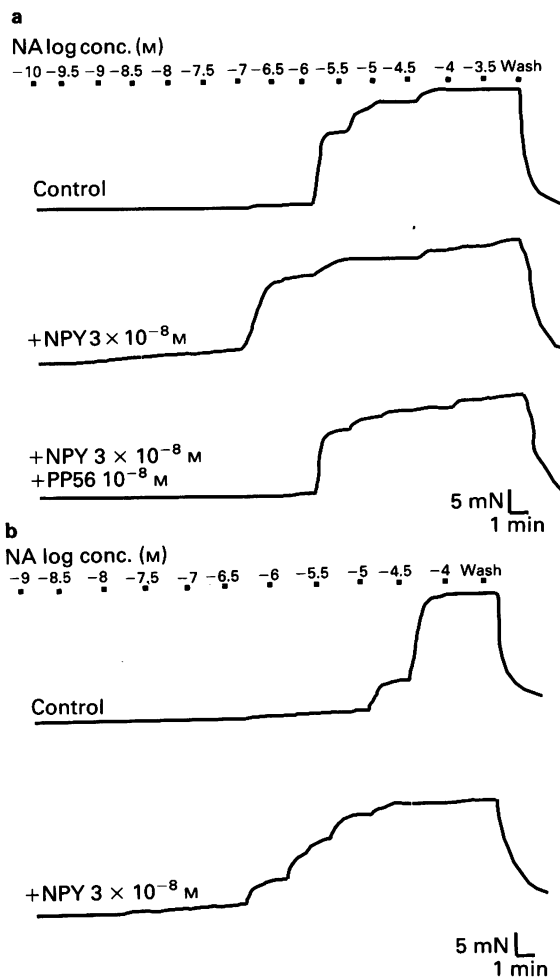 a
NA log conc. (M)
−10 −9.5 −9 −8.5 −8 −7.5 −7 −6.5 −6 −5.5 −5 −4.5 −4 −3.5 Wash
Control
+NPY 3 × 10⁻⁸ M
+NPY 3 × 10⁻⁸ M
+PP56 10⁻⁸ M
5 mN
1 min
b
NA log conc. (M)
−9 −8.5 −8 −7.5 −7 −6.5 −6 −5.5 −5 −4.5 −4 Wash
Control
+NPY 3 × 10⁻⁸ M
5 mN
1 min